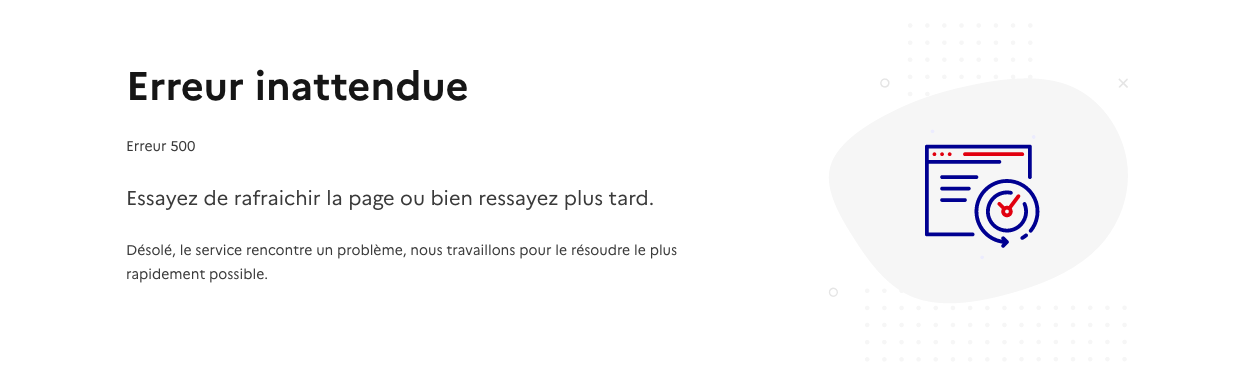 Erreur inattendue
Erreur 500
Essayez de rafraichir la page ou bien ressayez plus tard.
Désolé, le service rencontre un problème, nous travaillons pour le résoudre le plus
rapidement possible.